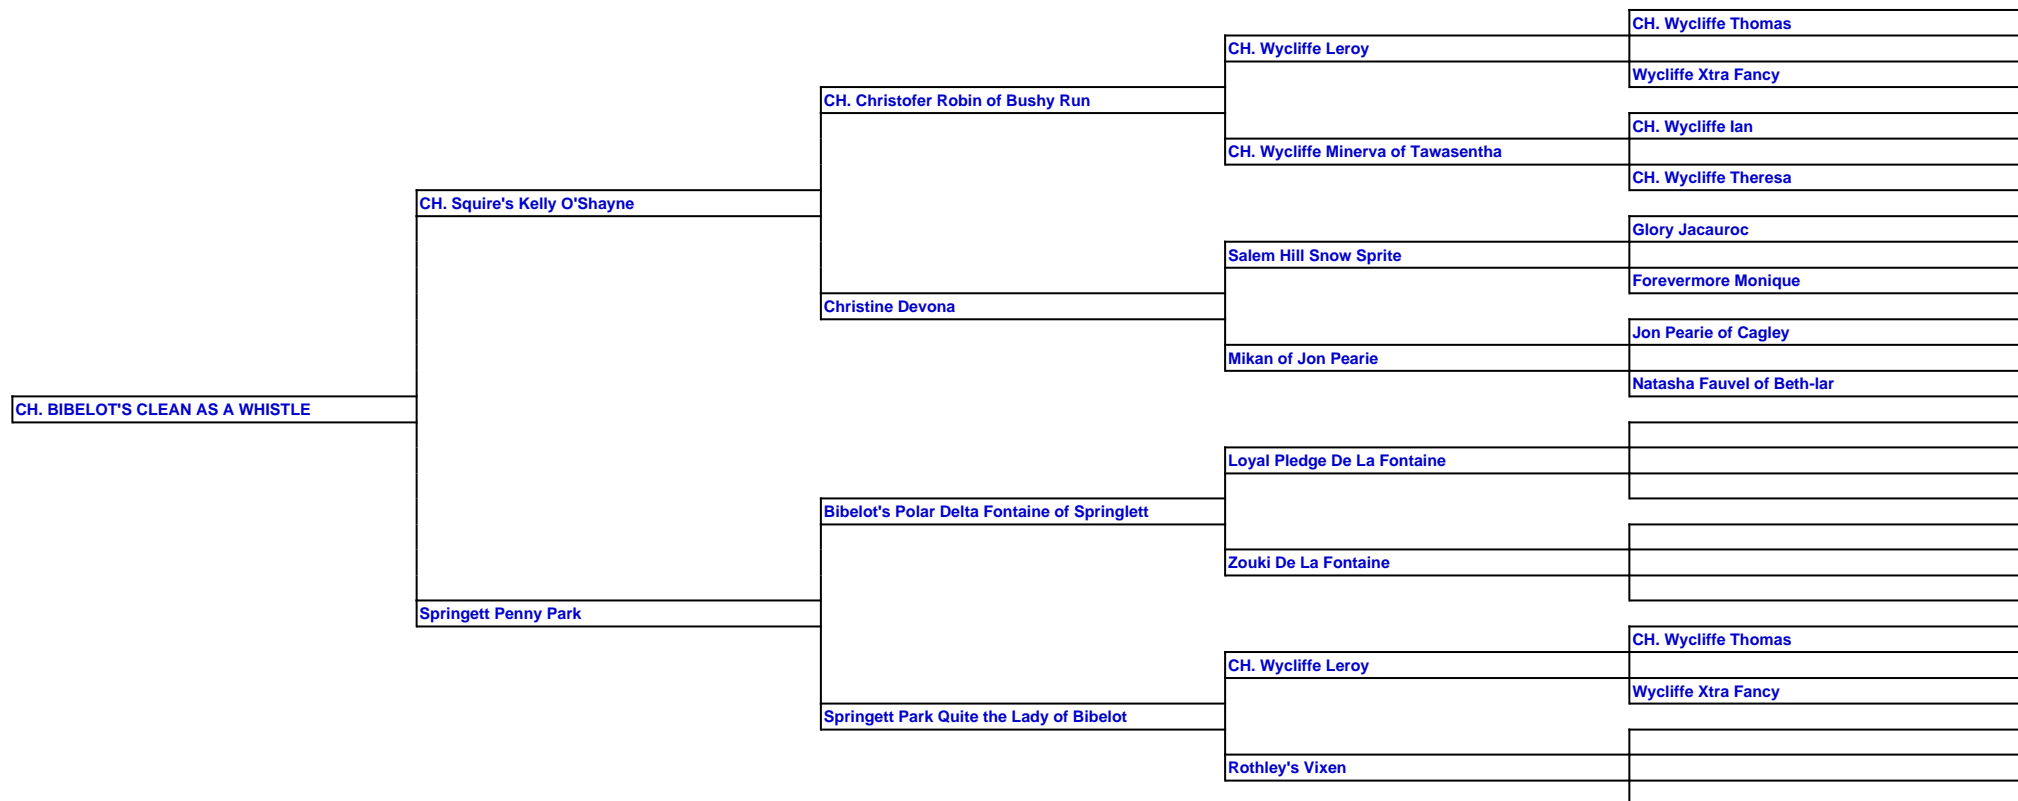 CH. Wycliffe Thomas
CH. Wycliffe Leroy
Wycliffe Xtra Fancy
CH. Christofer Robin of Bushy Run
CH. Wycliffe Ian
CH. Wycliffe Minerva of Tawasentha
CH. Wycliffe Theresa
CH. Squire's Kelly O'Shayne
Glory Jacauroc
Salem Hill Snow Sprite
Forevermore Monique
Christine Devona
Jon Pearie of Cagley
Mikan of Jon Pearie
Natasha Fauvel of Beth-lar
CH. BIBELOT'S CLEAN AS A WHISTLE
Loyal Pledge De La Fontaine
Bibelot's Polar Delta Fontaine of Springlett
Zouki De La Fontaine
Springett Penny Park
CH. Wycliffe Thomas
CH. Wycliffe Leroy
Wycliffe Xtra Fancy
Springett Park Quite the Lady of Bibelot
Rothley's Vixen